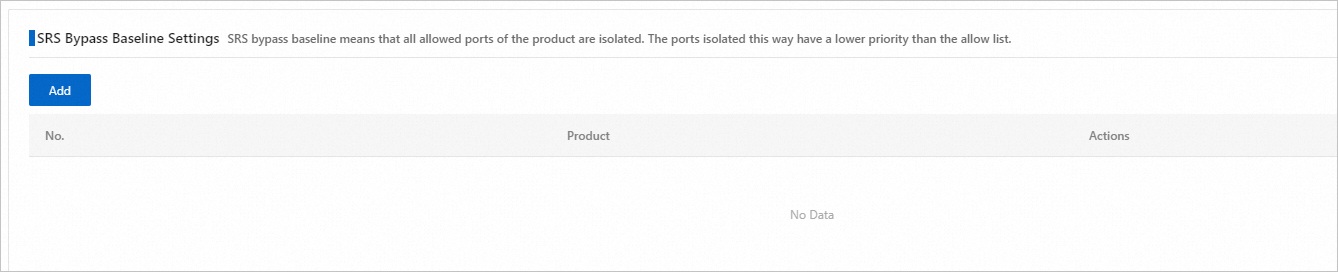 SRS Bypass Baseline Settings SRS bypass baseline means that all allowed ports of the product are isolated. The ports isolated this way have a lower priority than the allow list.
Add
No. Product Actions
No Data